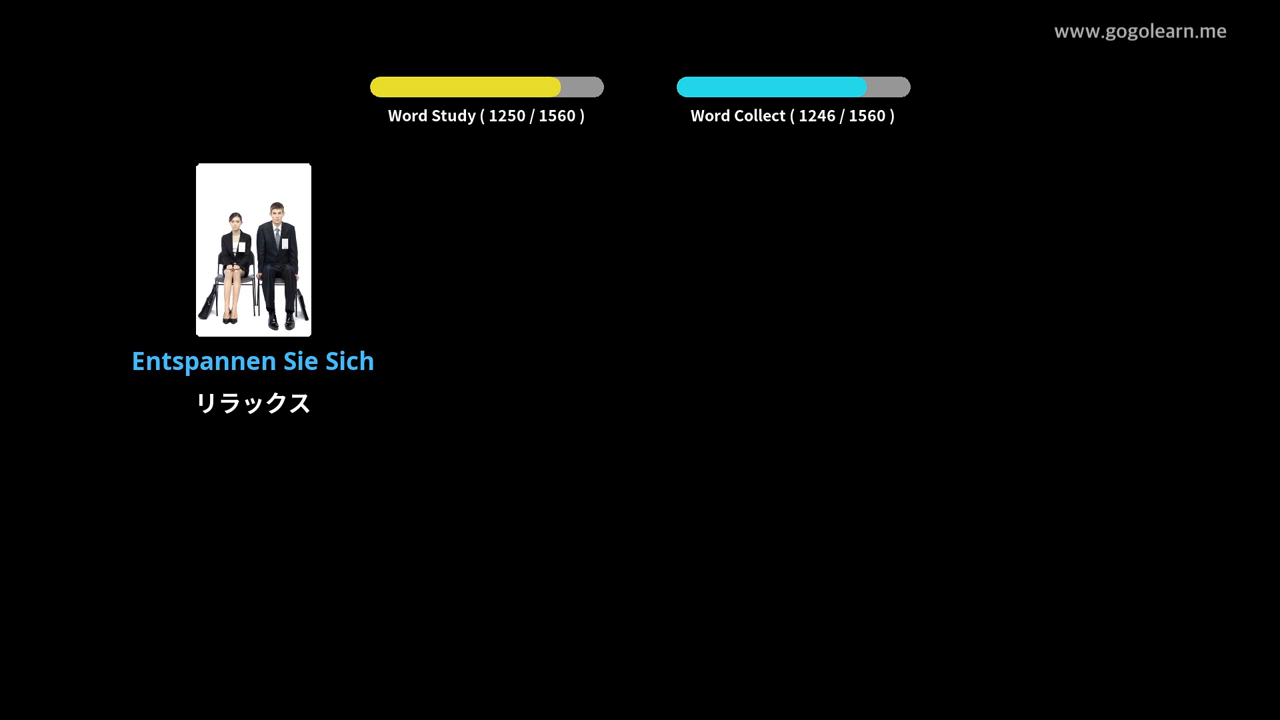 www.gogolearn.me
Word Study ( 1250 / 1560 )
Word Collect ( 1246 / 1560 )
Entspannen Sie Sich
リラックス